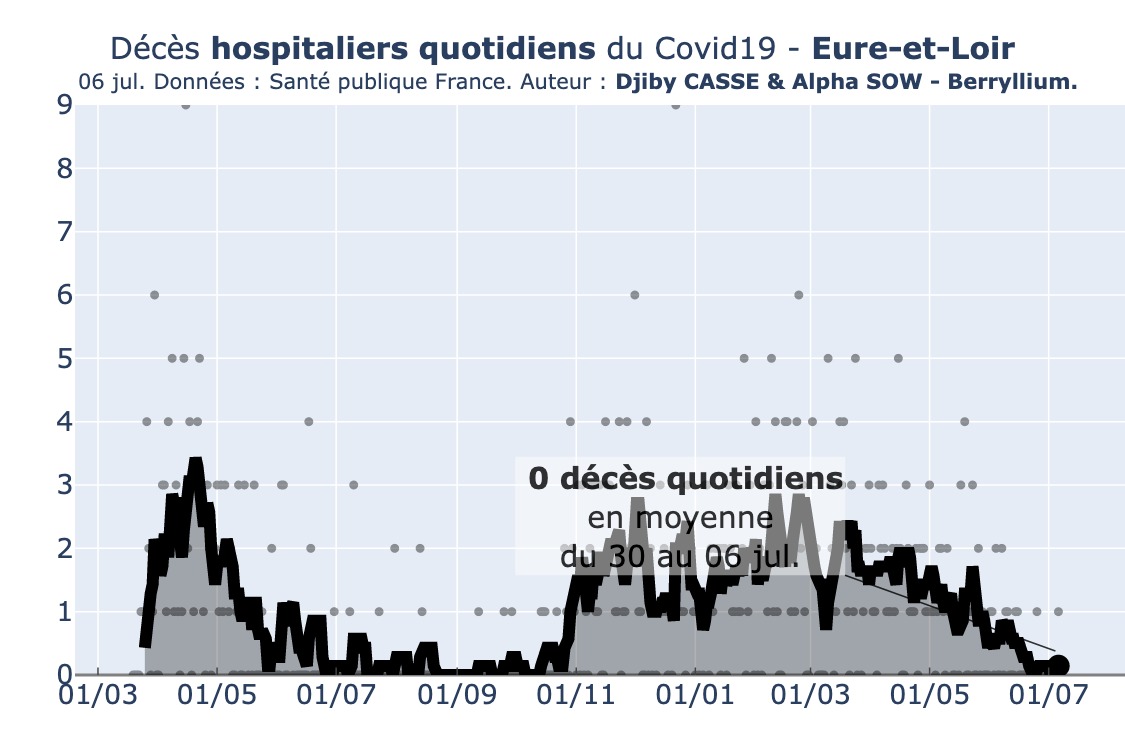 Décès hospitaliers quotidiens du Covid19 - Eure-et-Loir
06 jul. Données : Santé publique France. Auteur : Djiby CASSE & Alpha SOW - Berryllium.
9
8
7
6
5
4
3
2
1
0
0 décès quotidiens
en moyenne
du 30 au 06 jul.
01/03 01/05 01/07 01/09 01/11 01/01 01/03 01/05 01/07